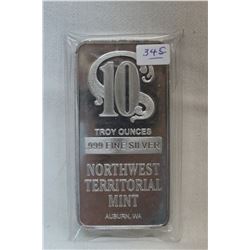 345
10
TROY OUNCES
.999 FINE SILVER
NORTHWEST
TERRITORIAL
MINT
AUBURN, WA